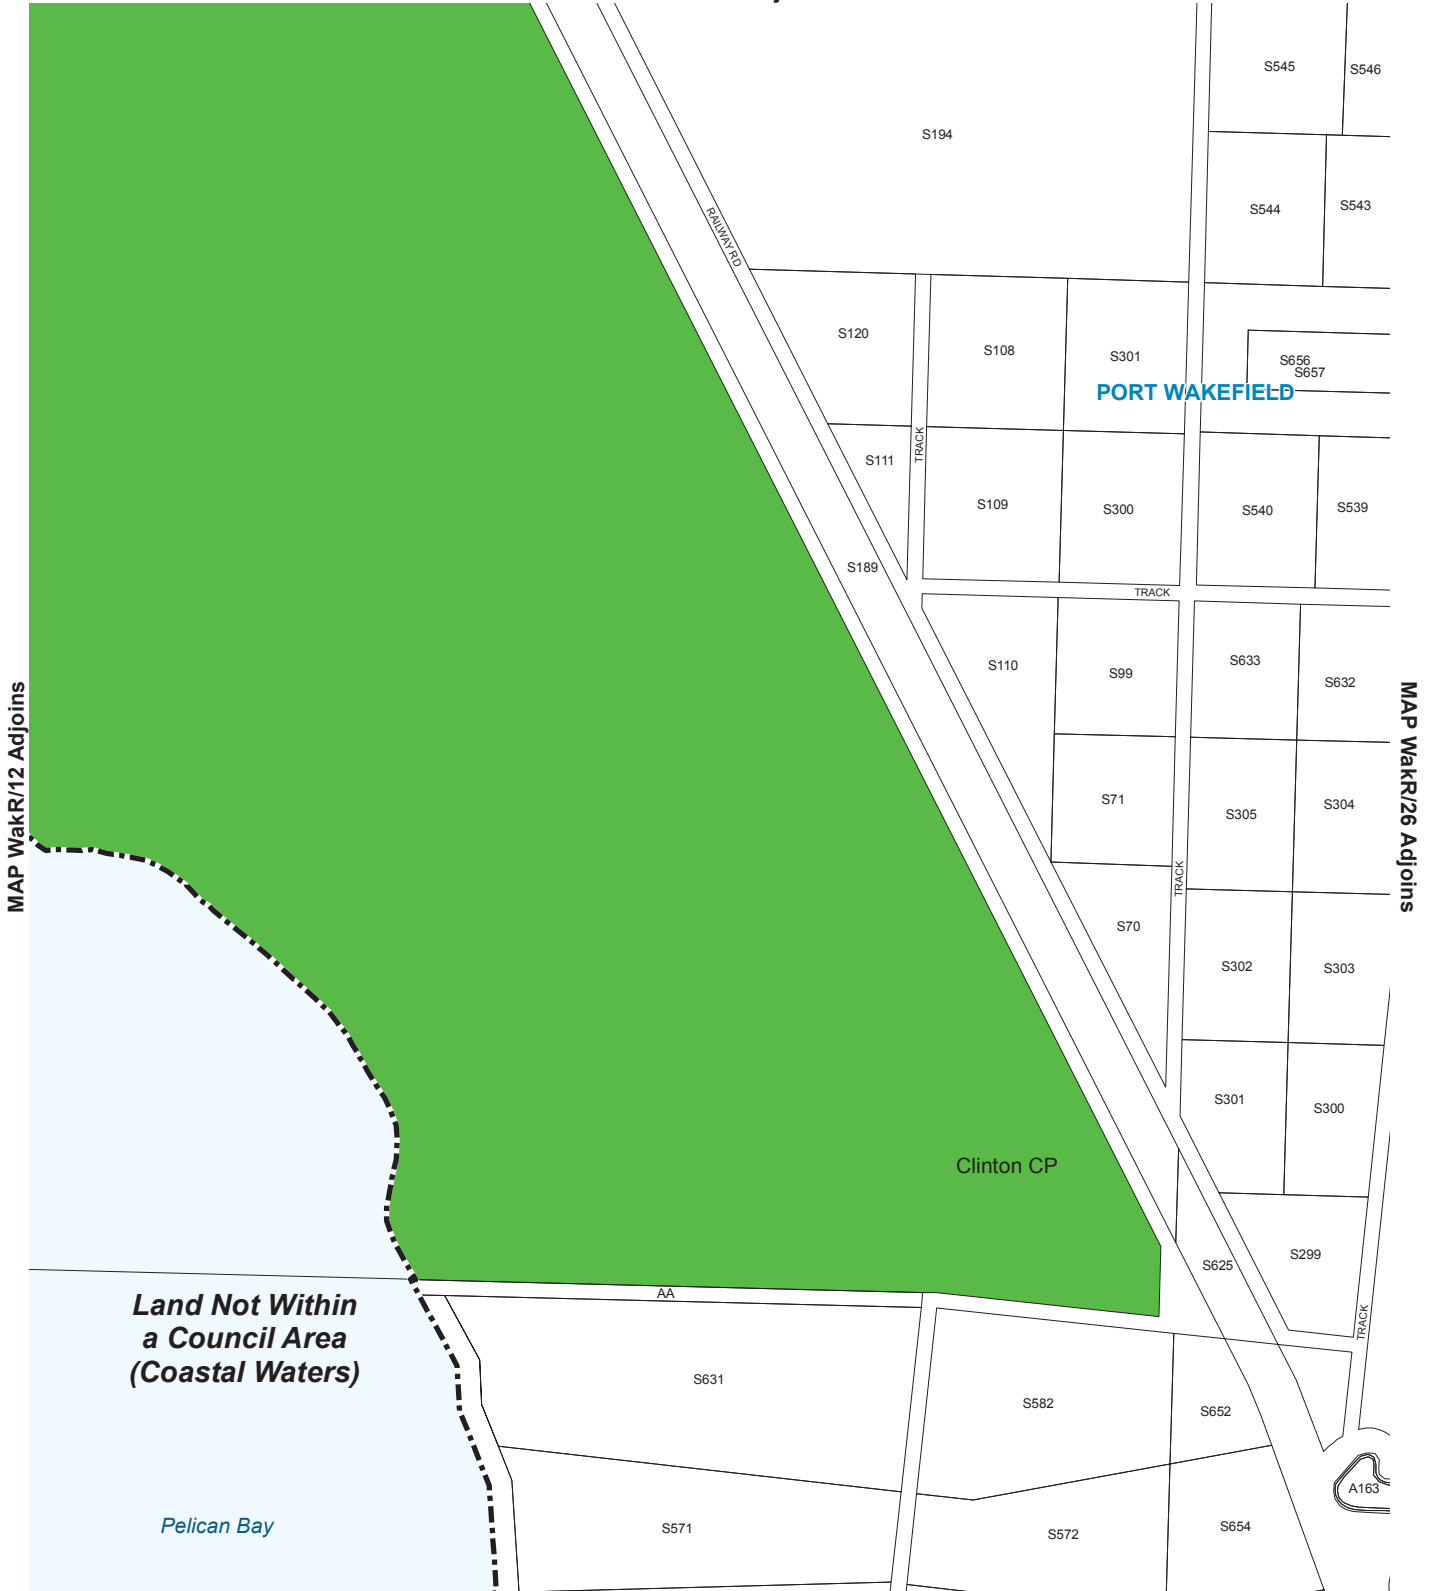 S545
S546
S194
S544
S543
RAILWAY RD
S120
S108
S301
S656
S657
PORT WAKEFIELD
TRACK
S111
S109
S300
S540
S539
S189
TRACK
S110
S99
S633
S632
MAP WakR/12 Adjoins
MAP WakR/26 Adjoins
S71
S305
S304
TRACK
S70
S302
S303
S301
S300
Clinton CP
S625
S299
AA
Land Not Within
a Council Area
(Coastal Waters)
TRACK
S631
S582
S652
A163
Pelican Bay
S571
S572
S654